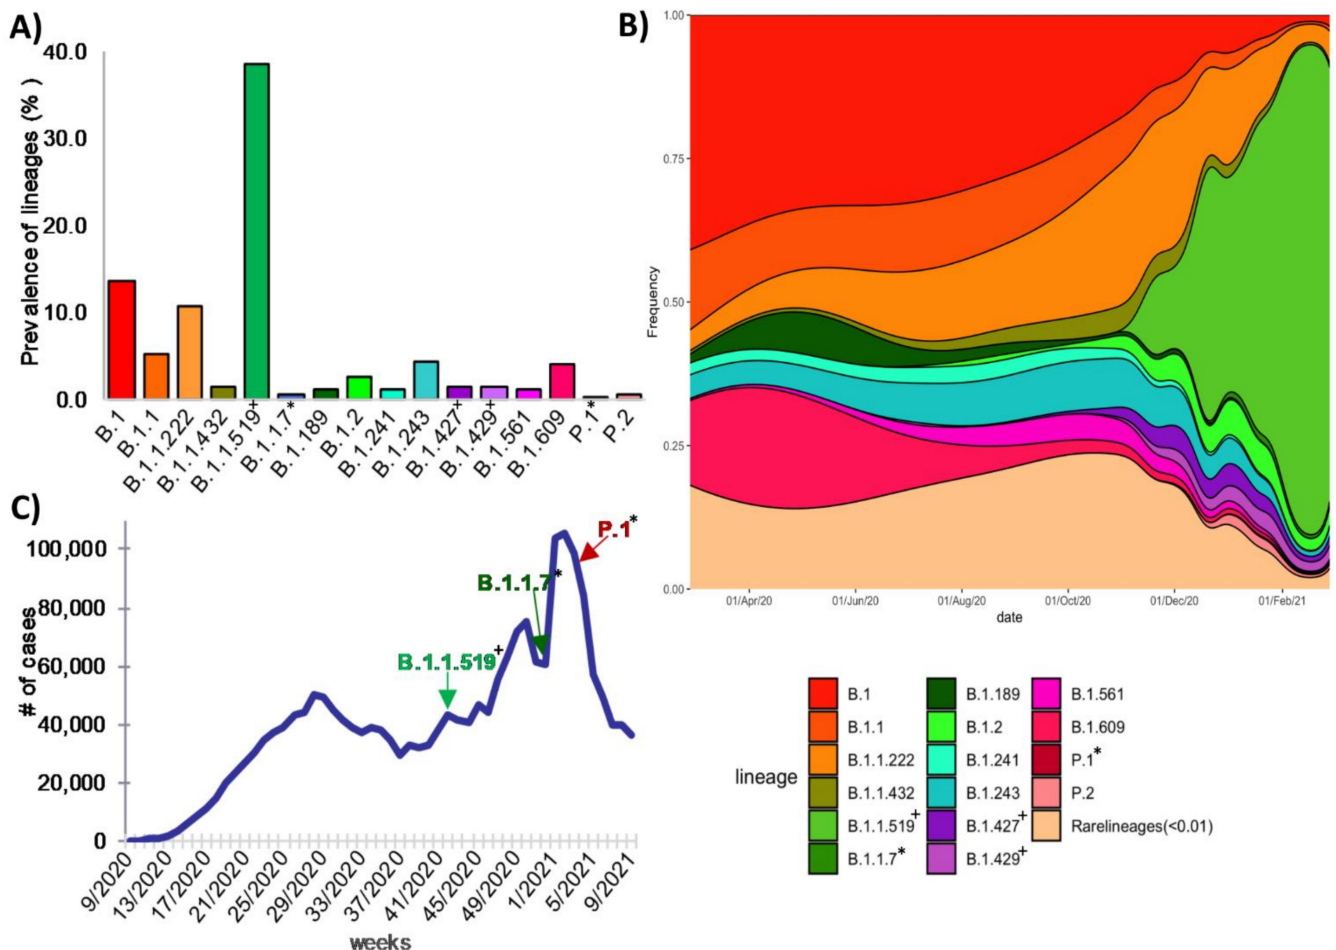 A)
Prevalence of lineages (%)
40.0
30.0
20.0
10.0
0.0
B.1
B.1.1
B.1.1.222
B.1.1.432
B.1.1.519+
B.1.1.7*
B.1.189
B.1.2
B.1.241
B.1.243
B.1.427+
B.1.429+
B.1.561
B.1.609
P.1*
P.2
B)
Frequency
1.00
0.75
0.50
0.25
0.00
01/Apr/20
01/Jun/20
01/Aug/20
01/Oct/20
01/Dec/20
01/Feb/21
date
C)
# of cases
100,000
80,000
60,000
40,000
20,000
0
B.1.1.519+
B.1.1.7*
P.1*
9/2020
13/2020
17/2020
21/2020
25/2020
29/2020
33/2020
37/2020
41/2020
45/2020
49/2020
1/2021
5/2021
9/2021
weeks
lineage
B.1
B.1.1
B.1.1.222
B.1.1.432
B.1.1.519+
B.1.1.7*
B.1.189
B.1.2
B.1.241
B.1.243
B.1.427+
B.1.429+
B.1.561
B.1.609
P.1*
P.2
Rarelineages(<0.01)